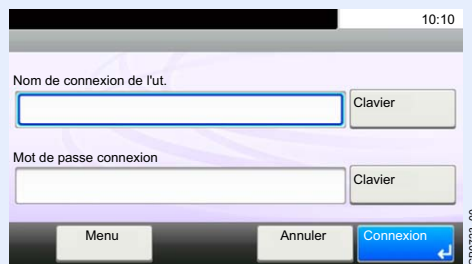 10:10
Nom de connexion de l'ut.
Clavier
Mot de passe connexion
Clavier
Menu
Annuler
Connexion